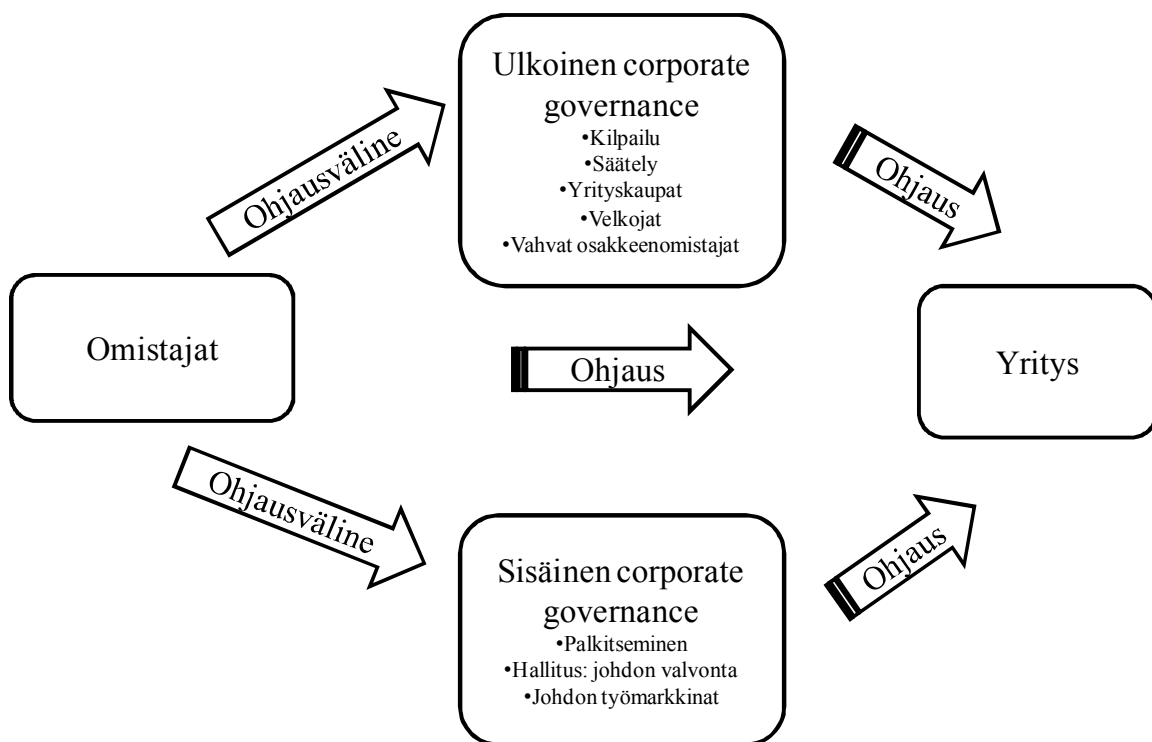 Ulkoinen corporate
governance
•Kilpailu
•Säätely
•Yrityskaupat
•Velkojat
•Vahvat osakkeenomistajat
Ohjausväline
Ohjaus
Omistajat
Ohjaus
Yritys
Ohjausväline
Sisäinen corporate
governance
•Palkitseminen
•Hallitus: johdon valvonta
•Johdon työmarkkinat
Ohjaus